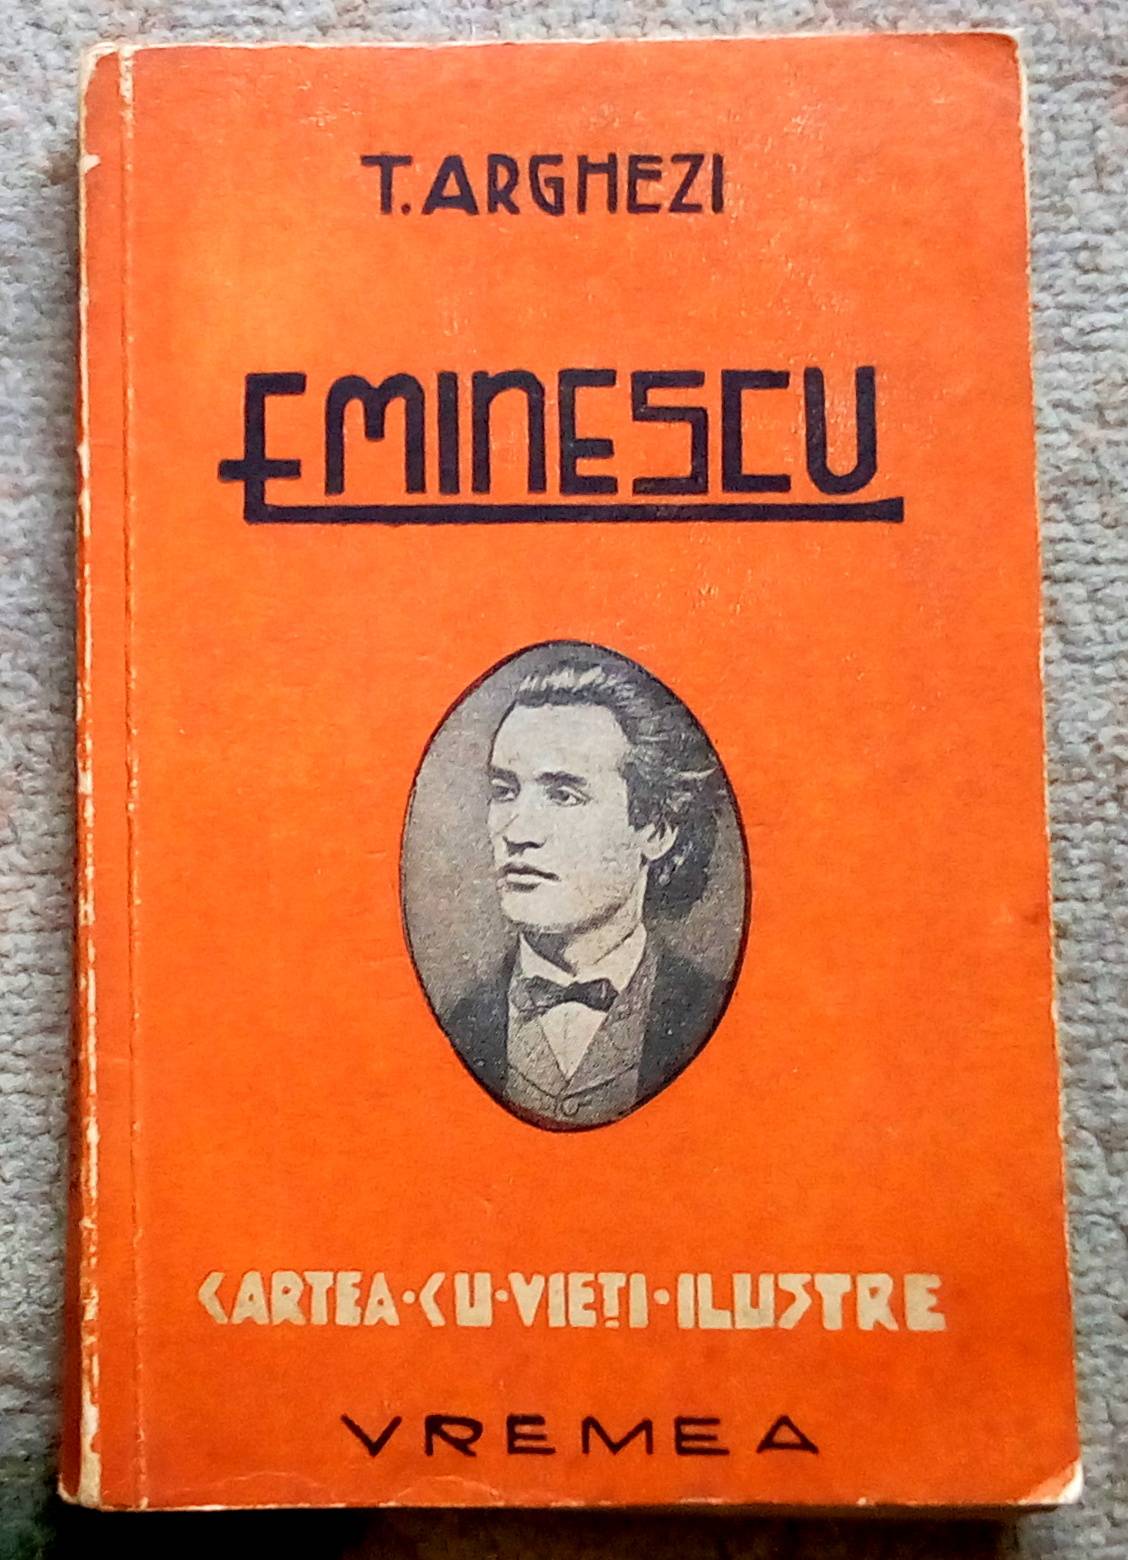 T. ARGHEZI
EMINESCU
CARTEA·CU·VIEȚI·ILUSTRE
VREMEA